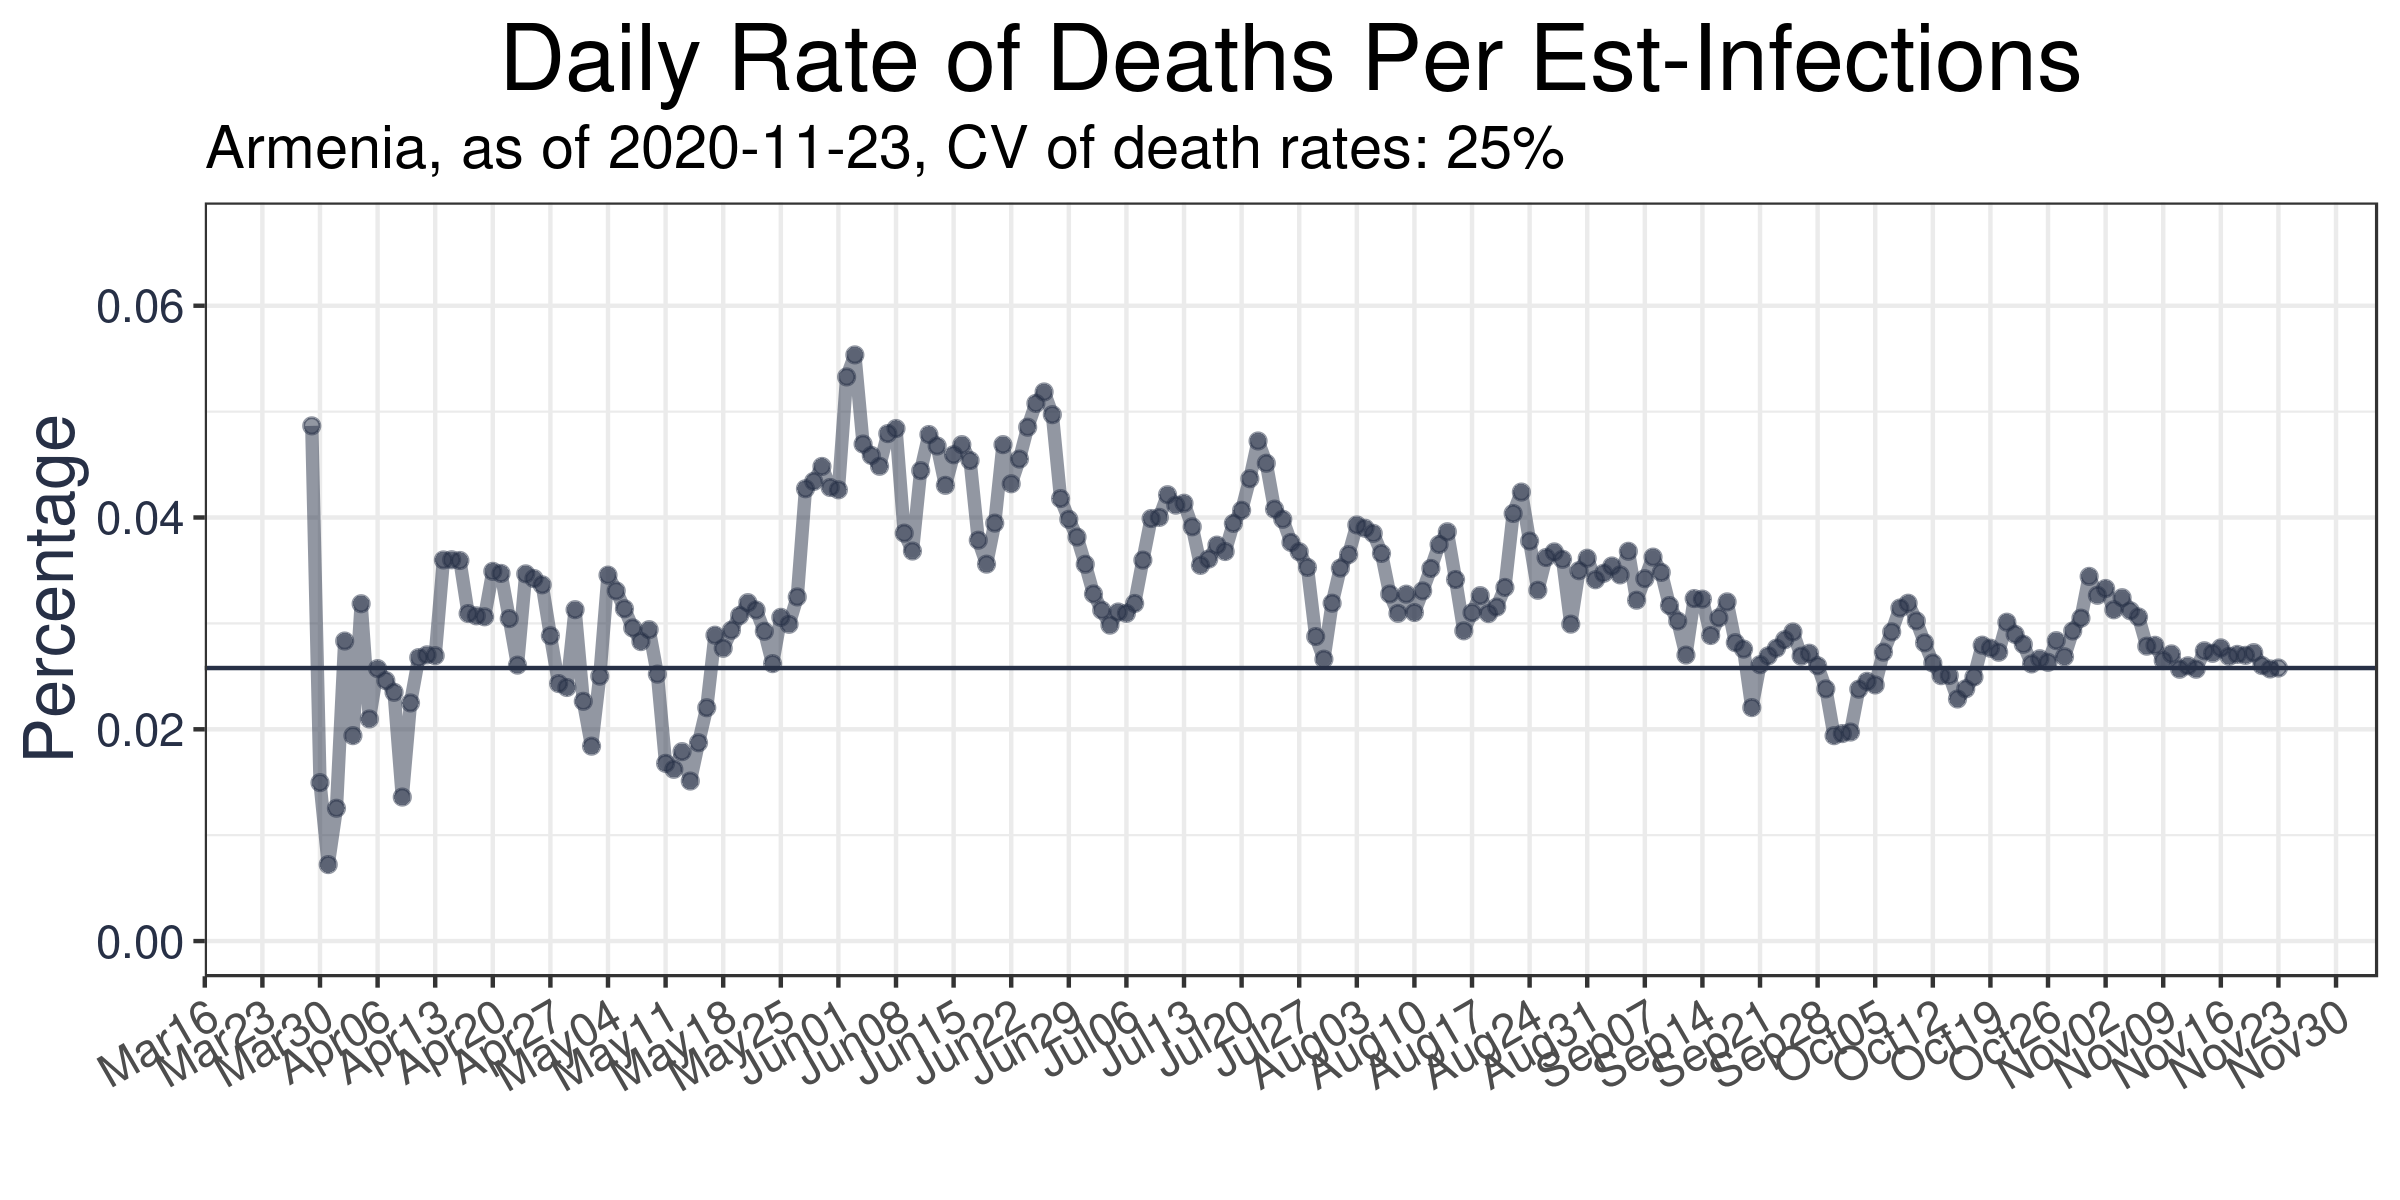 Daily Rate of Deaths Per Est-Infections
Armenia, as of 2020-11-23, CV of death rates: 25%
Percentage
0.06
0.04
0.02
0.00
Mar16
Mar23
Mar30
Apr06
Apr13
Apr20
Apr27
May04
May11
May18
May25
Jun01
Jun08
Jun15
Jun22
Jun29
Jul06
Jul13
Jul20
Jul27
Aug03
Aug10
Aug17
Aug24
Aug31
Sep07
Sep14
Sep21
Sep28
Oct05
Oct12
Oct19
Oct26
Nov02
Nov09
Nov16
Nov23
Nov30